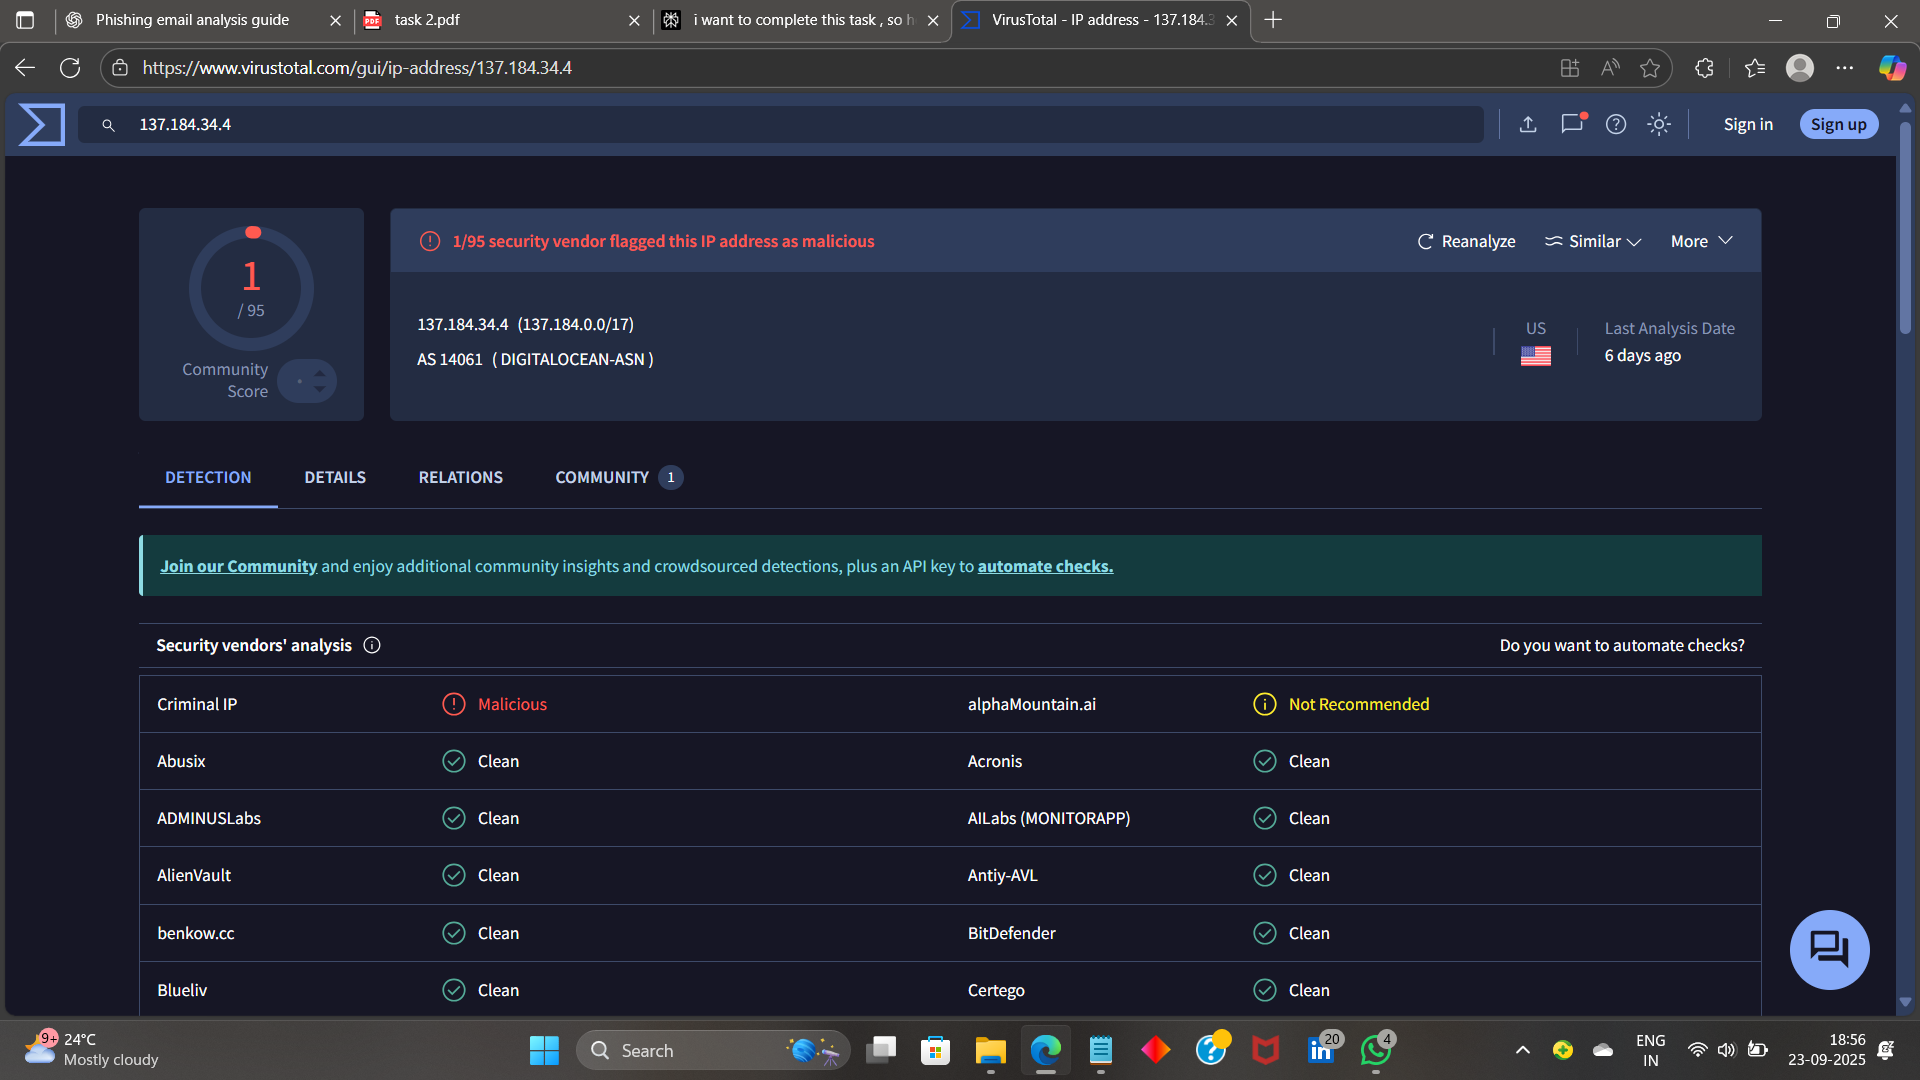 Phishing email analysis guide
task 2.pdf
i want to complete this task , so h
VirusTotal - IP address - 137.184.3
https://www.virustotal.com/gui/ip-address/137.184.34.4
137.184.34.4
Sign in
Sign up
1
/ 95
Community
Score
1/95 security vendor flagged this IP address as malicious
Reanalyze
Similar
More
137.184.34.4 (137.184.0.0/17)
AS 14061 ( DIGITALOCEAN-ASN )
US
Last Analysis Date
6 days ago
DETECTION
DETAILS
RELATIONS
COMMUNITY 1
Join our Community and enjoy additional community insights and crowdsourced detections, plus an API key to automate checks.
Security vendors' analysis
Do you want to automate checks?
Criminal IP
Malicious
alphaMountain.ai
Not Recommended
Abusix
Clean
Acronis
Clean
ADMINUSLabs
Clean
AILabs (MONITORAPP)
Clean
AlienVault
Clean
Antiy-AVL
Clean
benkow.cc
Clean
BitDefender
Clean
Blueliv
Clean
Certego
Clean
9+
24°C
Mostly cloudy
Search
20
4
ENG
IN
18:56
23-09-2025